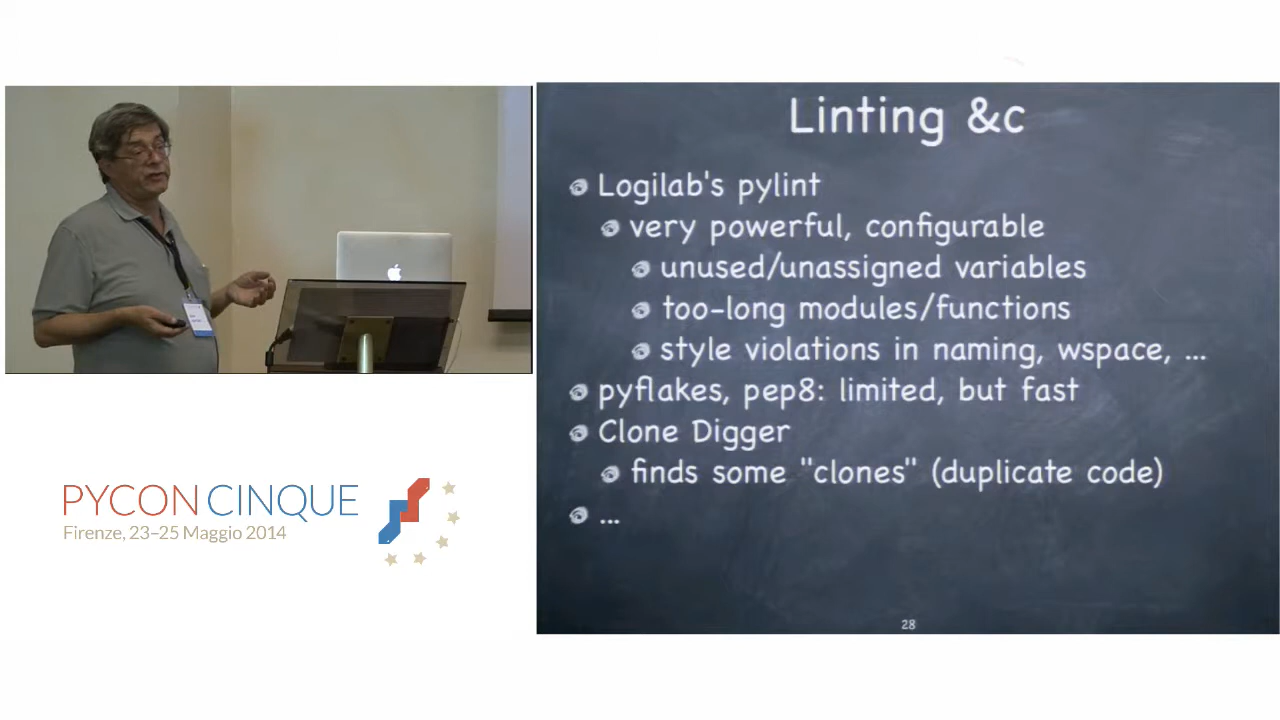 Linting &c
Logilab's pylint
very powerful, configurable
unused/unassigned variables
too-long modules/functions
style violations in naming, wspace, ...
pyflakes, pep8: limited, but fast
Clone Digger
finds some "clones" (duplicate code)
...
28
PYCON CINQUE
Firenze, 23–25 Maggio 2014